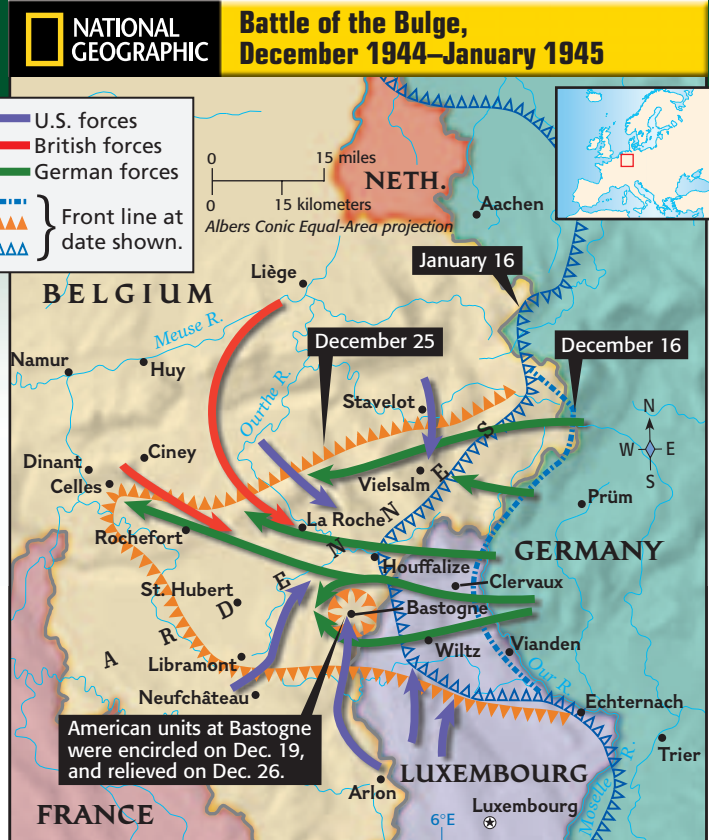 NATIONAL
GEOGRAPHIC
Battle of the Bulge,
December 1944–January 1945
U.S. forces
British forces
German forces
Front line at
date shown.
0 15 miles
0 15 kilometers
Albers Conic Equal-Area projection
NETH.
Aachen
January 16
Liège
BELGIUM
Meuse R.
December 25
December 16
Namur
Huy
Ourthe R.
Stavelot
N
W E
S
Ciney
Dinant
Celles
Vielsalm
Prüm
La Roche
Rochefort
GERMANY
Houffalize
Clervaux
St. Hubert
Bastogne
ARDENNES
Wiltz
Vianden
Libramont
Our R.
Neufchâteau
Echternach
American units at Bastogne
were encircled on Dec. 19,
and relieved on Dec. 26.
Trier
LUXEMBOURG
Arlon
Moselle R.
FRANCE
6°E
Luxembourg